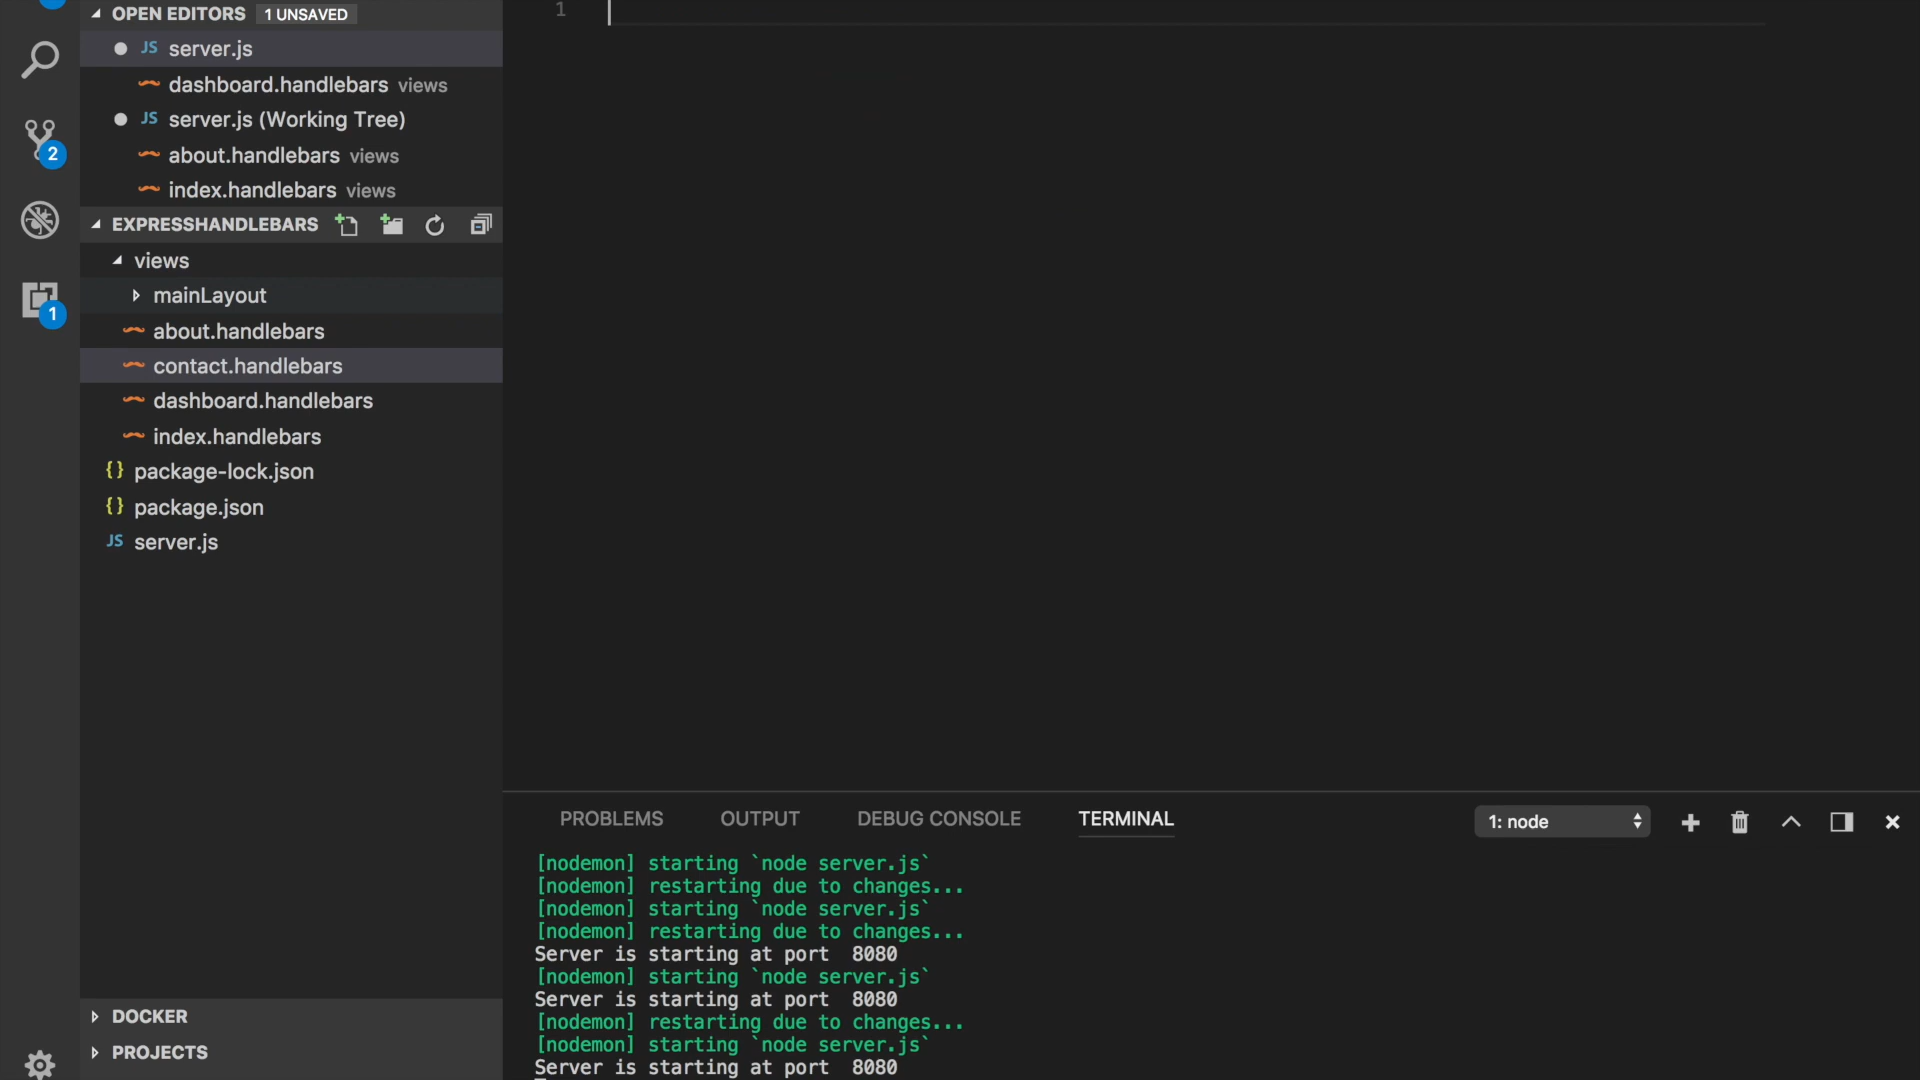 OPEN EDITORS 1 UNSAVED
JS server.js
dashboard.handlebars views
JS server.js (Working Tree)
about.handlebars views
index.handlebars views
2
EXPRESSHANDLEBARS
views
mainLayout
1
about.handlebars
contact.handlebars
dashboard.handlebars
index.handlebars
{} package-lock.json
{} package.json
JS server.js
DOCKER
PROJECTS
1
PROBLEMS OUTPUT DEBUG CONSOLE TERMINAL 1: node
[nodemon] starting `node server.js`
[nodemon] restarting due to changes...
[nodemon] starting `node server.js`
[nodemon] restarting due to changes...
Server is starting at port  8080
[nodemon] starting `node server.js`
Server is starting at port  8080
[nodemon] restarting due to changes...
[nodemon] starting `node server.js`
Server is starting at port  8080